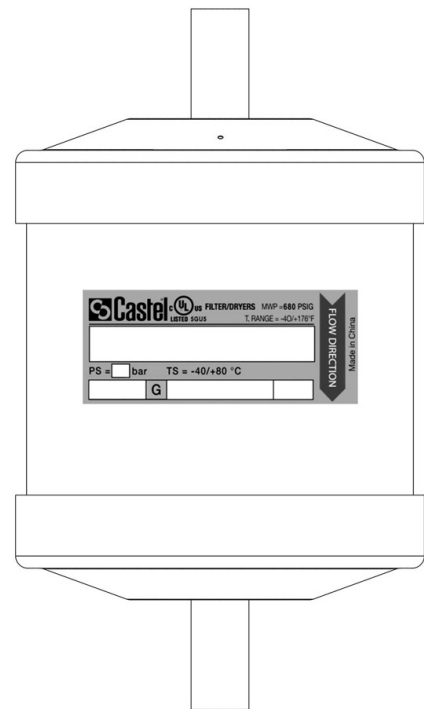 Castel c UL us FILTER/DRYERS MWP =680 PSIG
LISTED SGU5 T. RANGE = -40/+176°F
PS = bar TS = -40/+80 °C
G
FLOW DIRECTION
Made in China